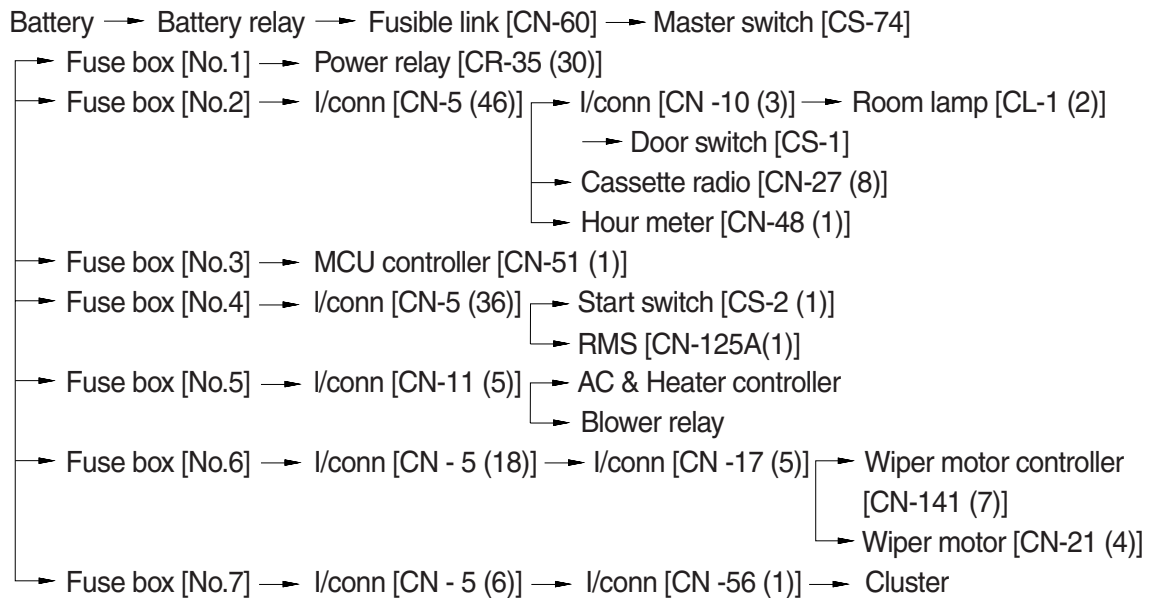 Battery → Battery relay → Fusible link [CN-60] → Master switch [CS-74]
→ Fuse box [No.1] → Power relay [CR-35 (30)]
→ Fuse box [No.2] → I/conn [CN-5 (46)] → I/conn [CN -10 (3)] → Room lamp [CL-1 (2)]
→ Door switch [CS-1]
→ Cassette radio [CN-27 (8)]
→ Hour meter [CN-48 (1)]
→ Fuse box [No.3] → MCU controller [CN-51 (1)]
→ Fuse box [No.4] → I/conn [CN-5 (36)] → Start switch [CS-2 (1)]
→ RMS [CN-125A(1)]
→ Fuse box [No.5] → I/conn [CN-11 (5)] → AC & Heater controller
→ Blower relay
→ Fuse box [No.6] → I/conn [CN - 5 (18)] → I/conn [CN -17 (5)] → Wiper motor controller
[CN-141 (7)]
→ Wiper motor [CN-21 (4)]
→ Fuse box [No.7] → I/conn [CN - 5 (6)] → I/conn [CN -56 (1)] → Cluster